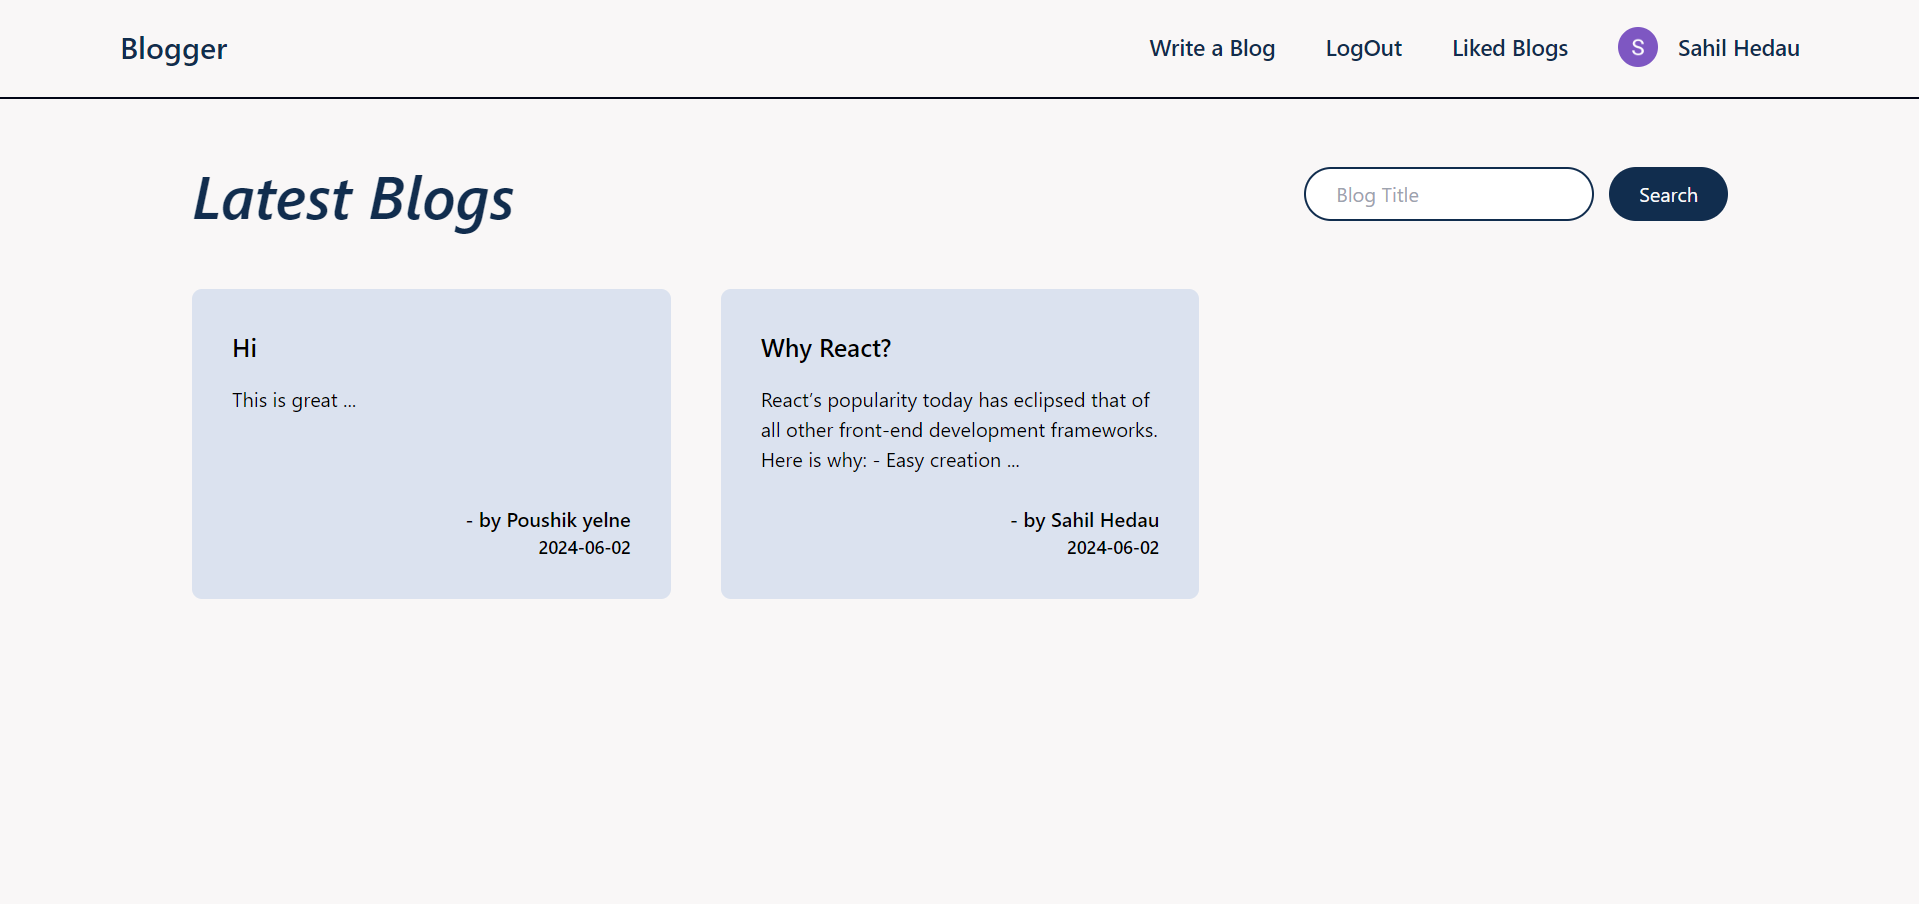 Blogger
Write a Blog
LogOut
Liked Blogs
S
Sahil Hedau
Latest Blogs
Blog Title
Search
Hi
This is great ...
- by Poushik yelne
2024-06-02
Why React?
React’s popularity today has eclipsed that of
all other front-end development frameworks.
Here is why: - Easy creation ...
- by Sahil Hedau
2024-06-02